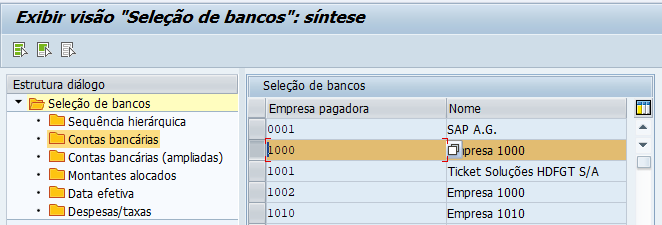 Exibir visão "Seleção de bancos": síntese
Estrutura diálogo
Seleção de bancos
Sequência hierárquica
Contas bancárias
Contas bancárias (ampliadas)
Montantes alocados
Data efetiva
Despesas/taxas
Seleção de bancos
Empresa pagadora Nome
0001 SAP A.G.
1000 Empresa 1000
1001 Ticket Soluções HDFGT S/A
1002 Empresa 1000
1010 Empresa 1010